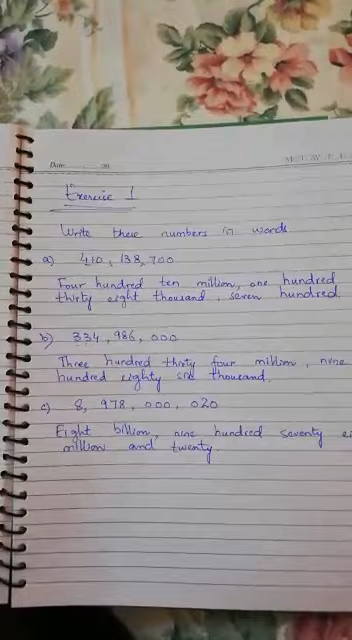 Date
Exercise 1
Write these numbers in words
a) 410, 138, 700
Four hundred ten million, one hundred
thirty eight thousand, seven hundred.
b) 334, 986, 000
Three hundred thirty four million, nine
hundred eighty six thousand.
c) 8, 978, 000, 020
Eight billion, nine hundred seventy
million and twenty.